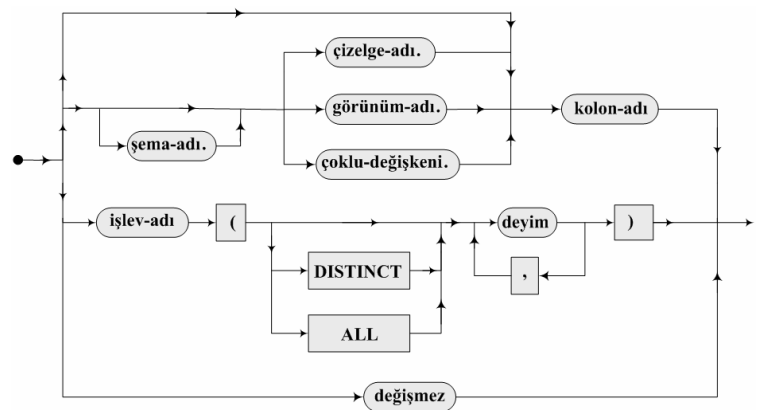 çizelge-adı.
görünüm-adı.
kolon-adı
şema-adı.
çoklu-değişkeni.
işlev-adı
(
deyim
)
DISTINCT
,
ALL
değişmez